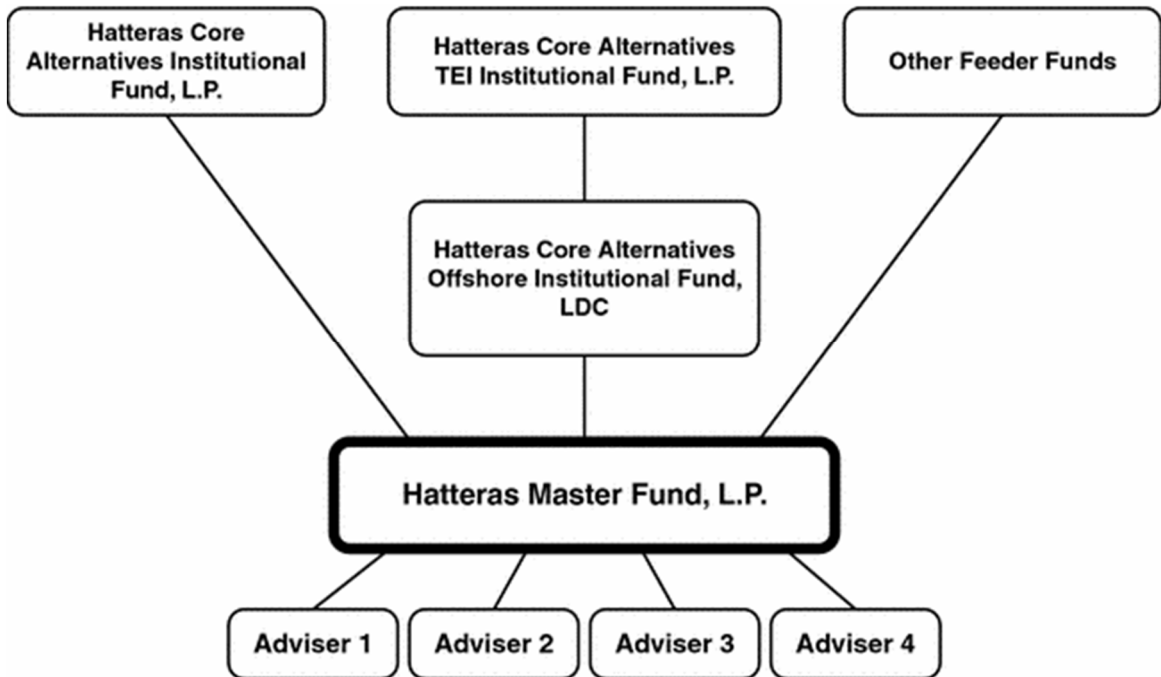 Hatteras Core
Alternatives Institutional
Fund, L.P.
Hatteras Core Alternatives
TEI Institutional Fund, L.P.
Other Feeder Funds
Hatteras Core Alternatives
Offshore Institutional Fund,
LDC
Hatteras Master Fund, L.P.
Adviser 1
Adviser 2
Adviser 3
Adviser 4